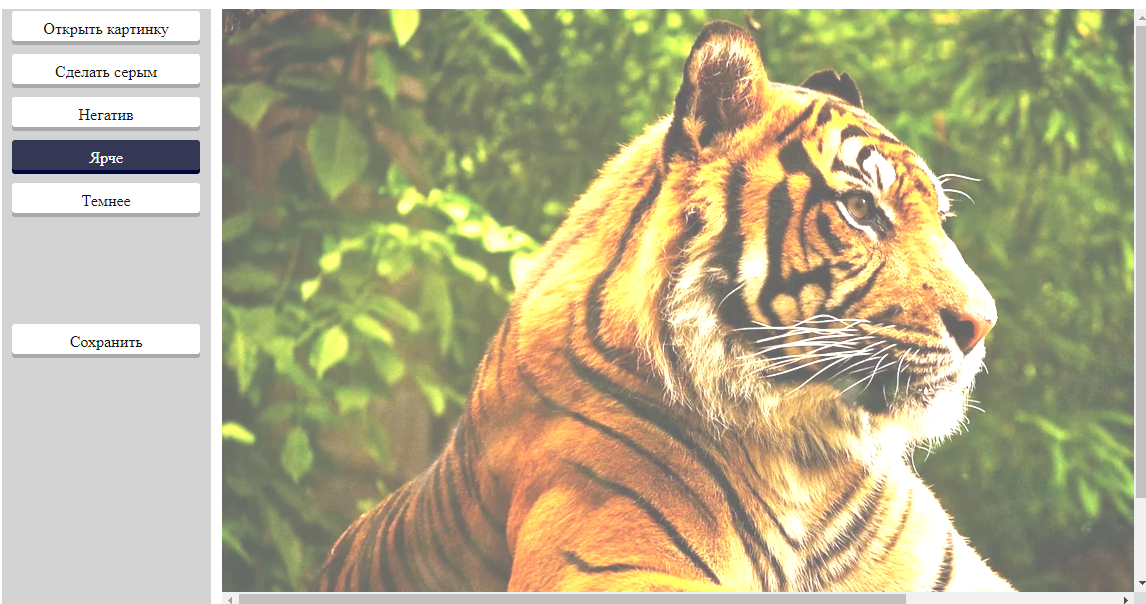 Открыть картинку
Сделать серым
Негатив
Ярче
Темнее
Сохранить